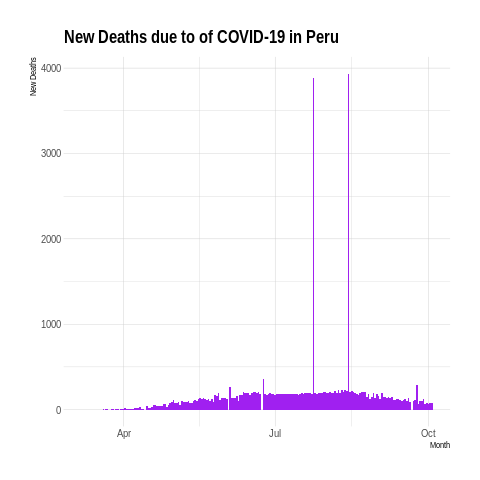 New Deaths due to of COVID-19 in Peru
New Deaths
4000
3000
2000
1000
0
Apr
Jul
Oct
Month